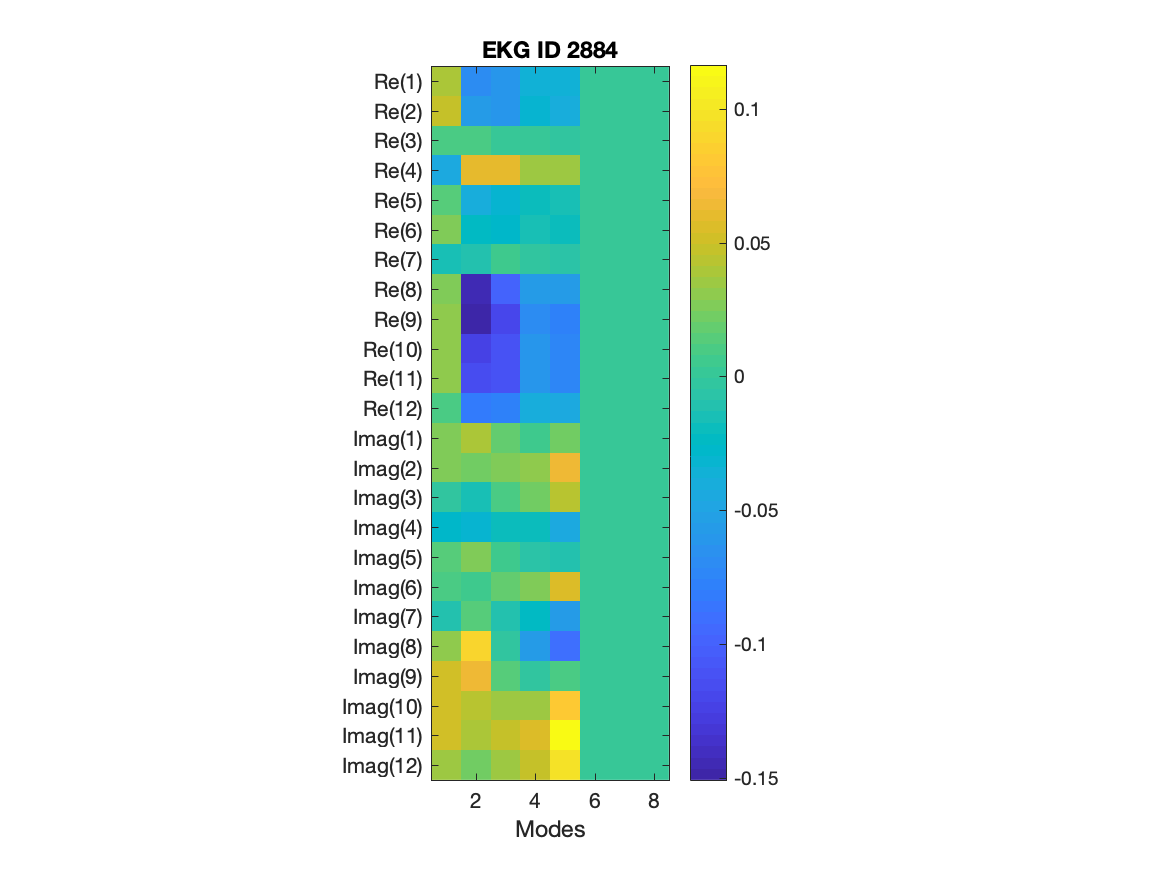 EKG ID 2884
Re(1)
Re(2)
Re(3)
Re(4)
Re(5)
Re(6)
Re(7)
Re(8)
Re(9)
Re(10)
Re(11)
Re(12)
Imag(1)
Imag(2)
Imag(3)
Imag(4)
Imag(5)
Imag(6)
Imag(7)
Imag(8)
Imag(9)
Imag(10)
Imag(11)
Imag(12)
2 4 6 8
Modes
0.1
0.05
0
-0.05
-0.1
-0.15